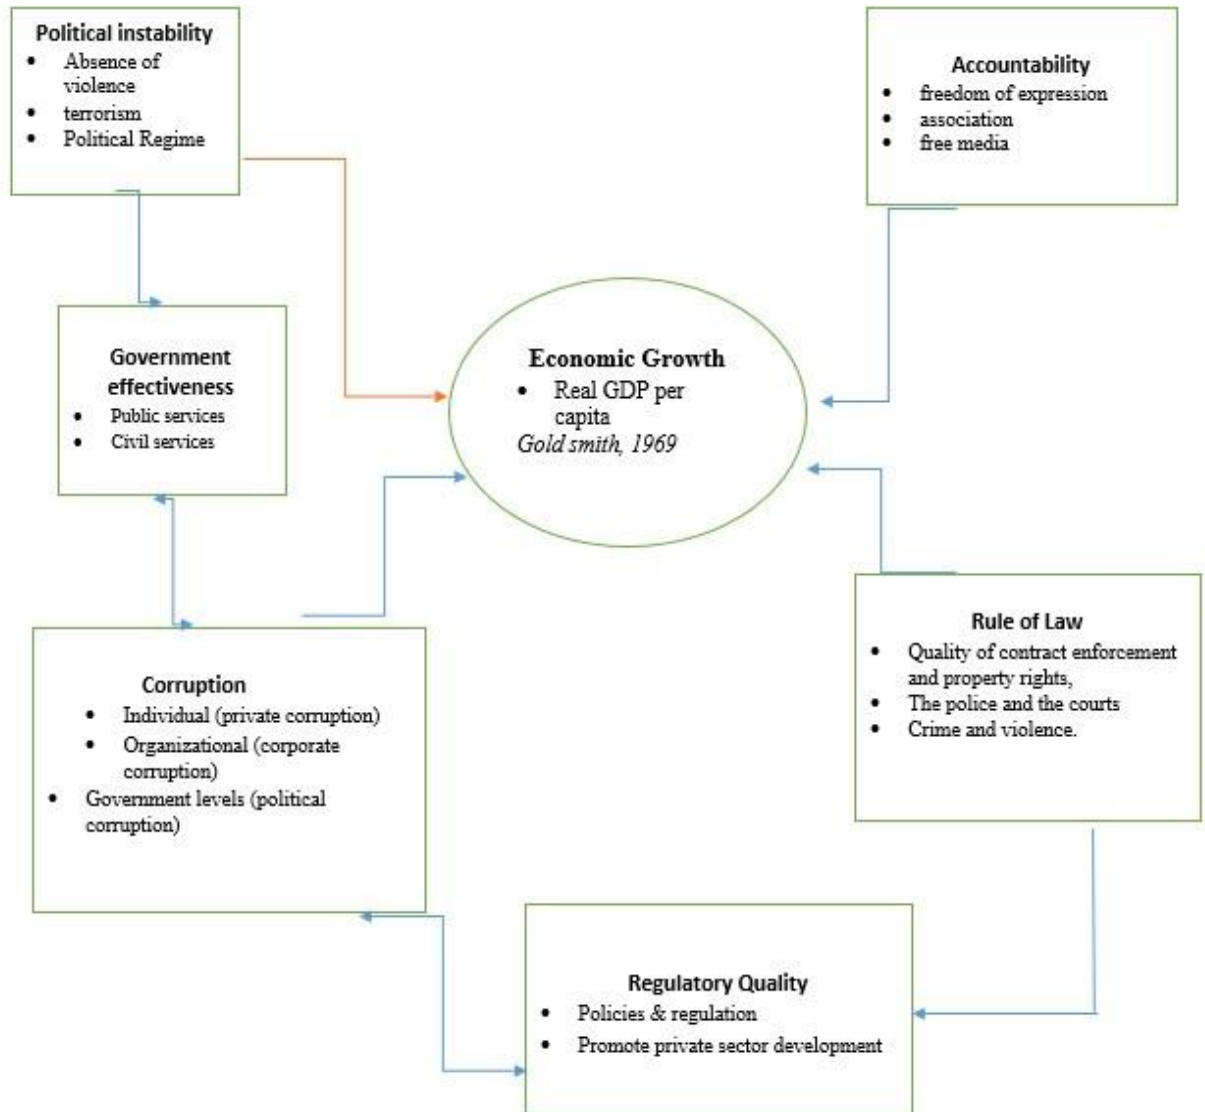 Political instability
• Absence of
violence
• terrorism
• Political Regime
Accountability
• freedom of expression
• association
• free media
Government
effectiveness
• Public services
• Civil services
Economic Growth
• Real GDP per
capita
Gold smith, 1969
Corruption
• Individual (private corruption)
• Organizational (corporate
corruption)
• Government levels (political
corruption)
Rule of Law
• Quality of contract enforcement
and property rights,
• The police and the courts
• Crime and violence.
Regulatory Quality
• Policies & regulation
• Promote private sector development